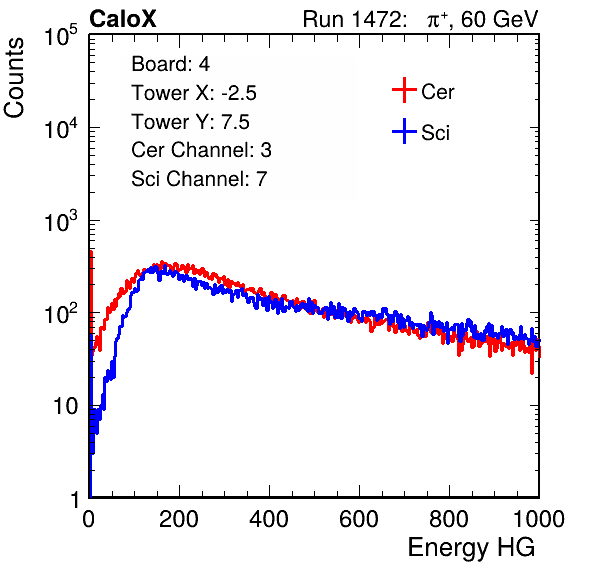 CaloX Run 1472: π⁺, 60 GeV
Counts
10⁵
10⁴
10³
10²
10
1
Board: 4
Tower X: -2.5
Tower Y: 7.5
Cer Channel: 3
Sci Channel: 7
Cer
Sci
0 200 400 600 800 1000
Energy HG